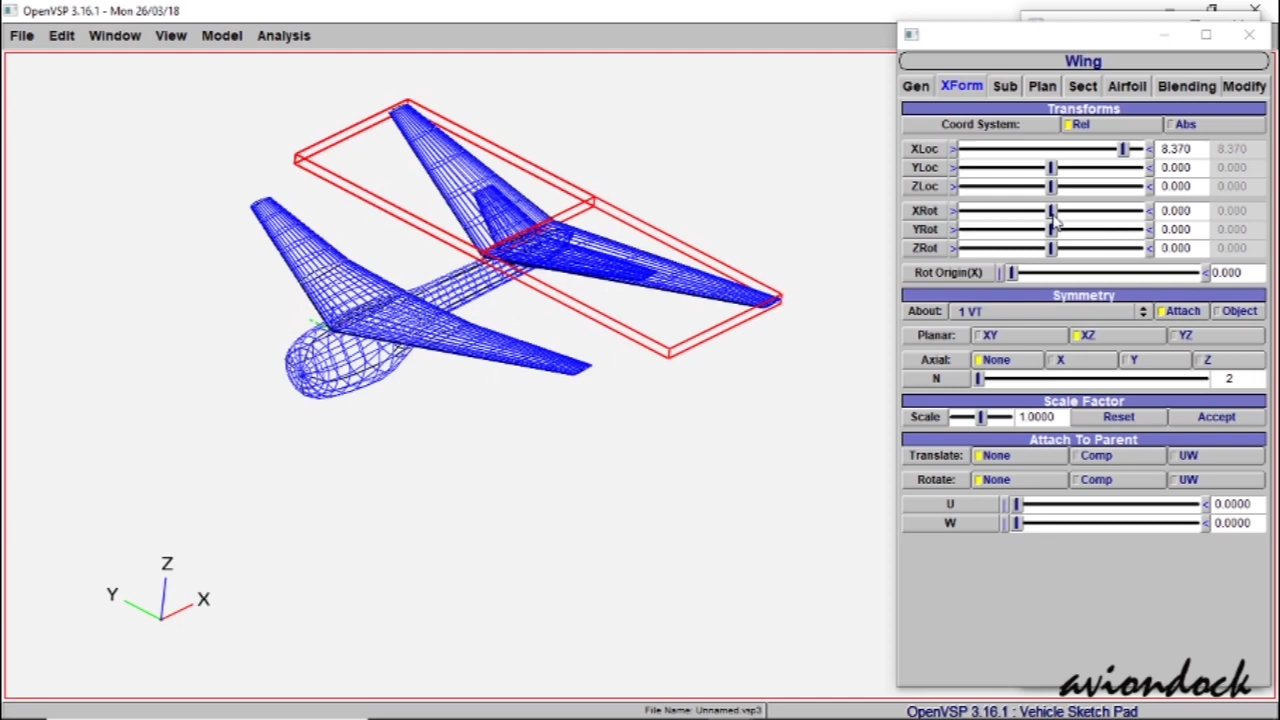 OpenVSP 3.16.1 - Mon 26/03/18
File Edit Window View Model Analysis
Wing
Gen XForm Sub Plan Sect Airfoil Blending Modify
Transforms
Coord System: Rel Abs
XLoc > < 8.370 8.370
YLoc > < 0.000 0.000
ZLoc > < 0.000 0.000
XRot > < 0.000 0.000
YRot > < 0.000 0.000
ZRot > < 0.000 0.000
Rot Origin(X) | < 0.000
Symmetry
About: 1 VT Attach Object
Planar: XY XZ YZ
Axial: None X Y Z
N 2
Scale Factor
Scale 1.0000 Reset Accept
Attach To Parent
Translate: None Comp UW
Rotate: None Comp UW
U | < 0.0000
W | < 0.0000
Z
Y X
aviondock
File Name: Unnamed.vsp3
OpenVSP 3.16.1 : Vehicle Sketch Pad